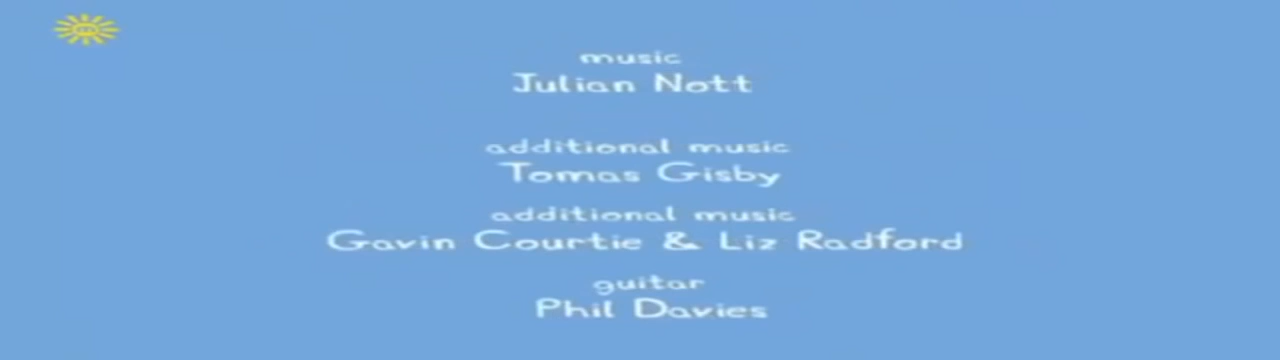 music
Julian Nott
additional music
Tomas Gisby
additional music
Gavin Courtie & Liz Radford
guitar
Phil Davies